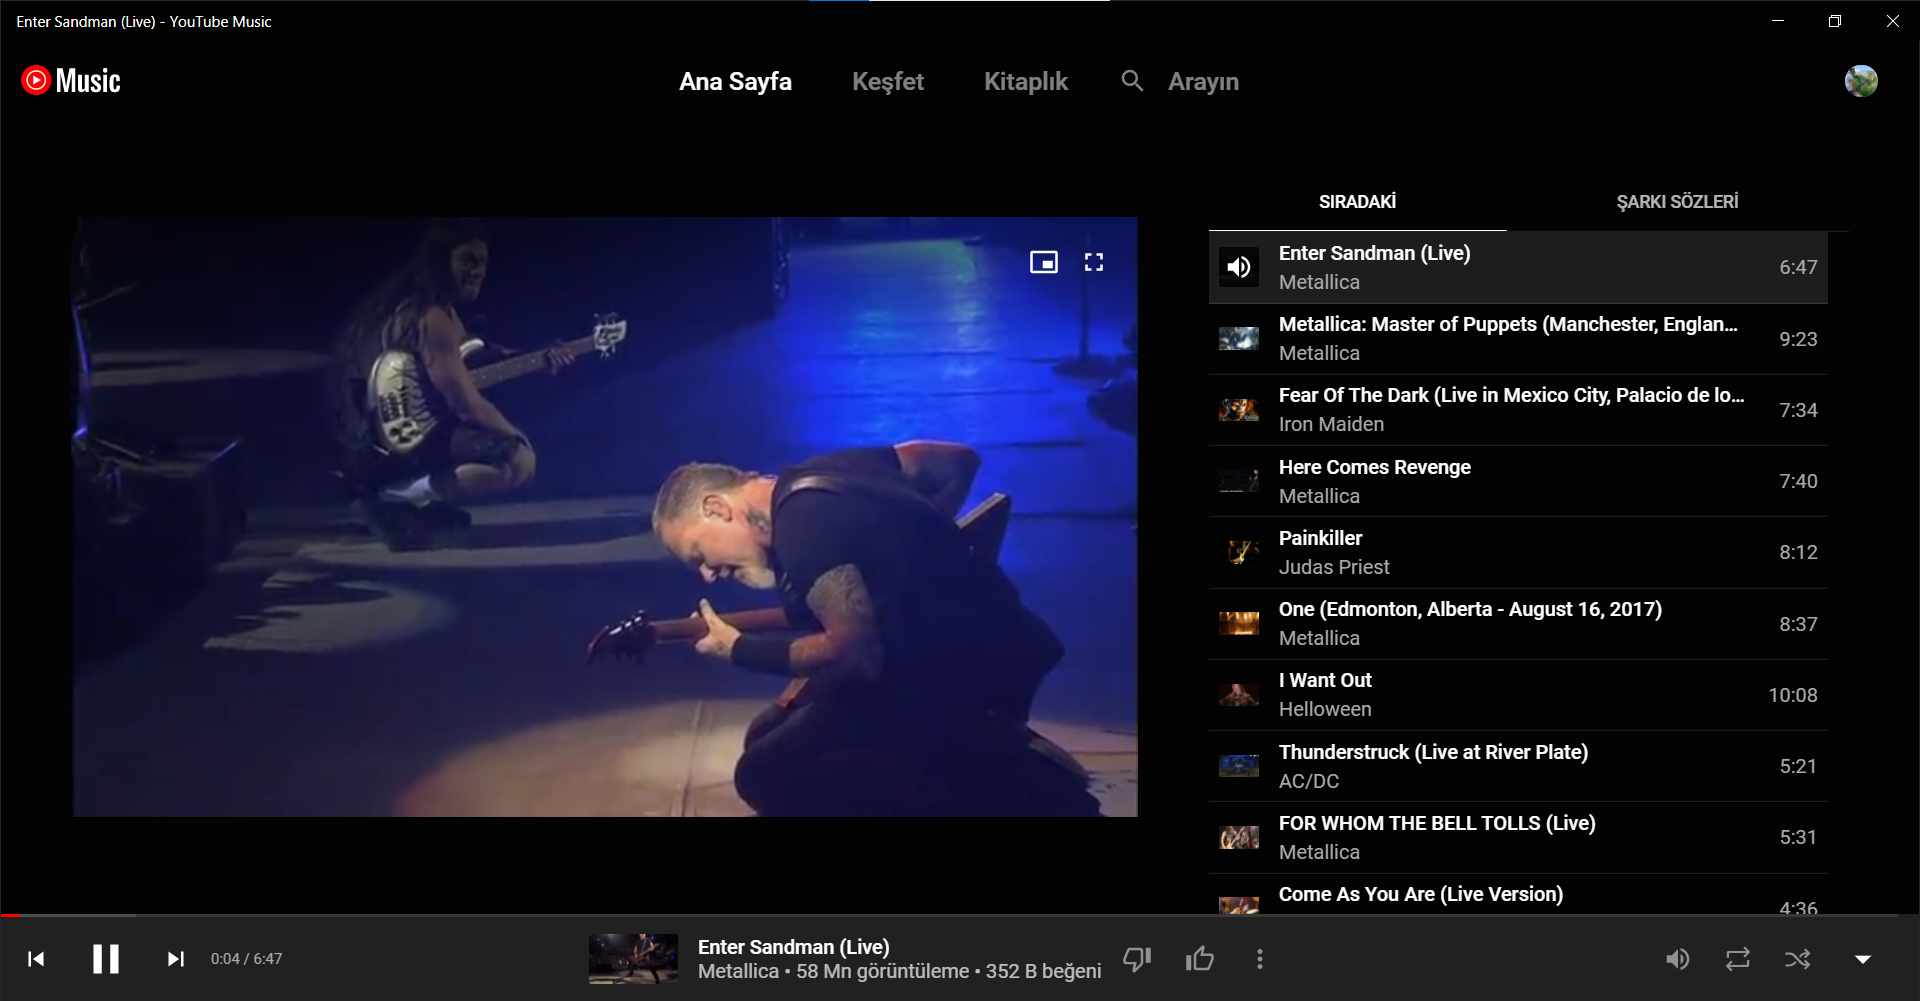 Enter Sandman (Live) - YouTube Music
Music
Ana Sayfa
Keşfet
Kitaplık
Arayın
SIRADAKİ
ŞARKI SÖZLERİ
Enter Sandman (Live)
Metallica
6:47
Metallica: Master of Puppets (Manchester, Englan...
Metallica
9:23
Fear Of The Dark (Live in Mexico City, Palacio de lo...
Iron Maiden
7:34
Here Comes Revenge
Metallica
7:40
Painkiller
Judas Priest
8:12
One (Edmonton, Alberta - August 16, 2017)
Metallica
8:37
I Want Out
Helloween
10:08
Thunderstruck (Live at River Plate)
AC/DC
5:21
FOR WHOM THE BELL TOLLS (Live)
Metallica
5:31
Come As You Are (Live Version)
4:36
0:04 / 6:47
Enter Sandman (Live)
Metallica • 58 Mn görüntüleme • 352 B beğeni